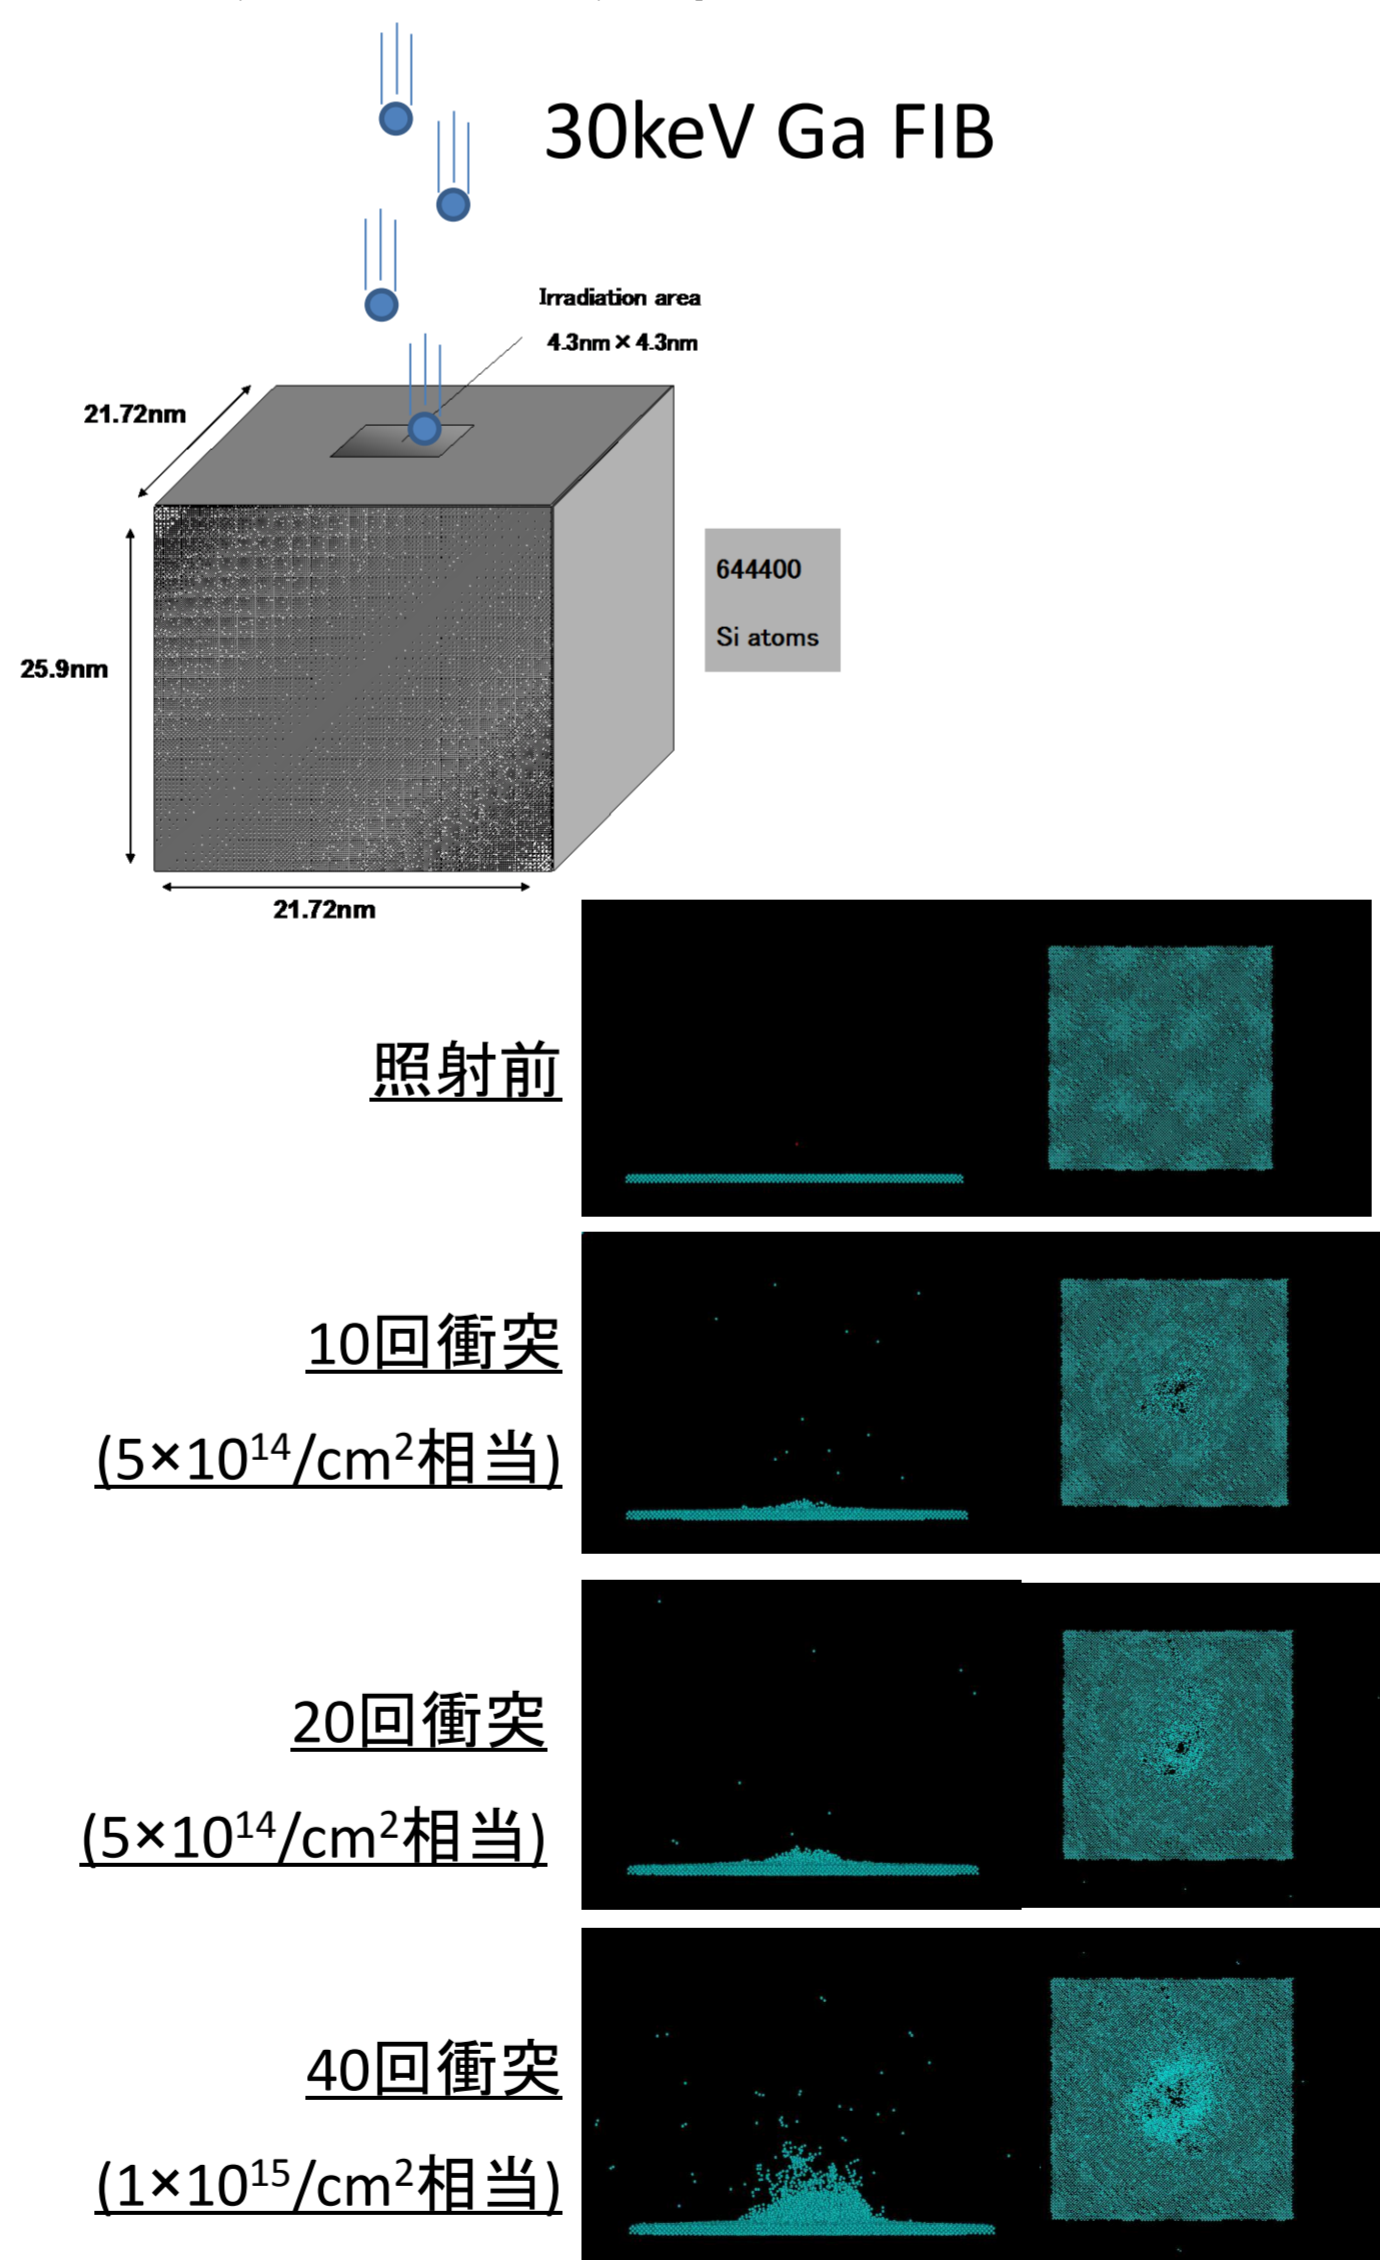 30keV Ga FIB
Irradiation area
4.3nm×4.3nm
21.72nm
644400
Si atoms
25.9nm
21.72nm
照射前
10回衝突
(5×10¹⁴/cm²相当)
20回衝突
(5×10¹⁴/cm²相当)
40回衝突
(1×10¹⁵/cm²相当)